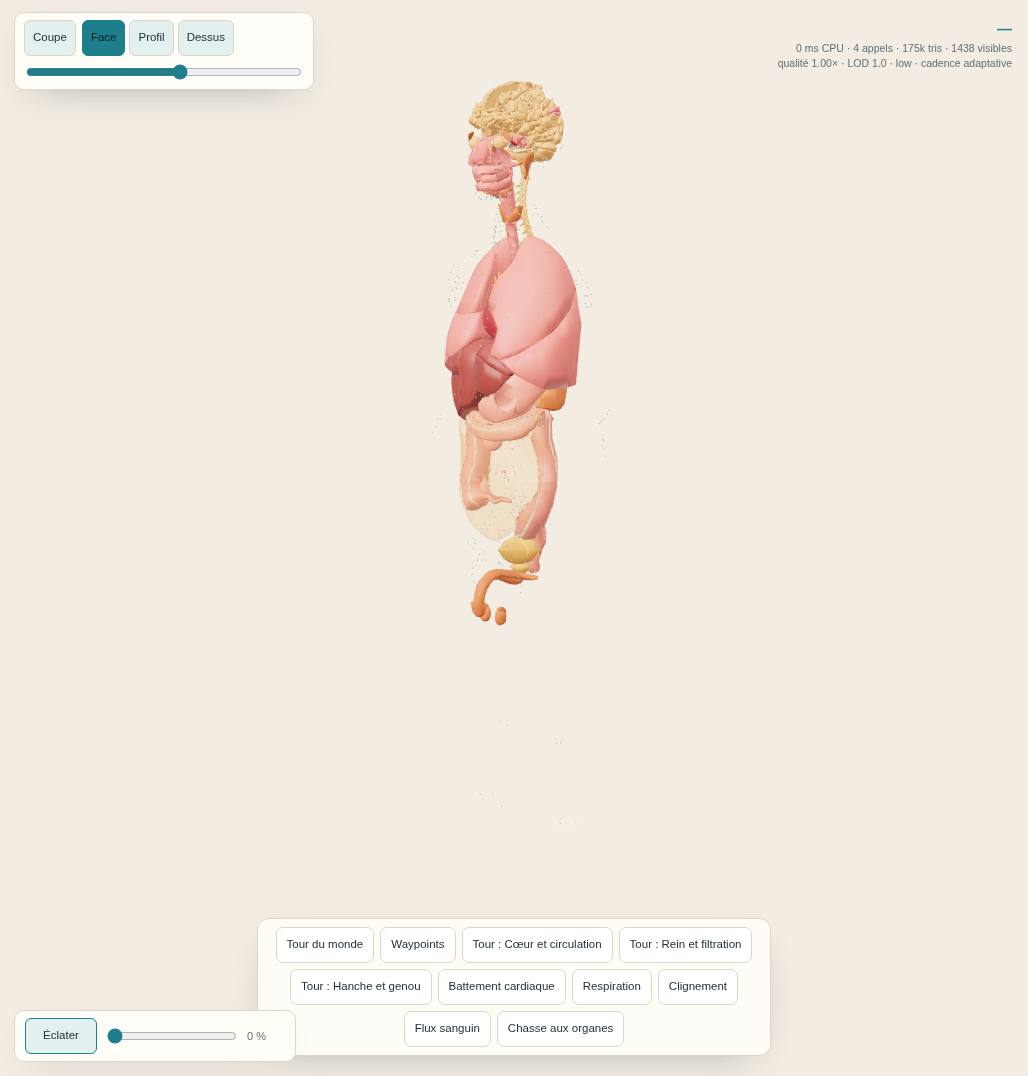 Coupe Face Profil Dessus
—
0 ms CPU · 4 appels · 175k tris · 1438 visibles
qualité 1.00× · LOD 1.0 · low · cadence adaptative
Tour du monde Waypoints Tour : Cœur et circulation Tour : Rein et filtration
Tour : Hanche et genou Battement cardiaque Respiration Clignement
Flux sanguin Chasse aux organes
Éclater 0 %